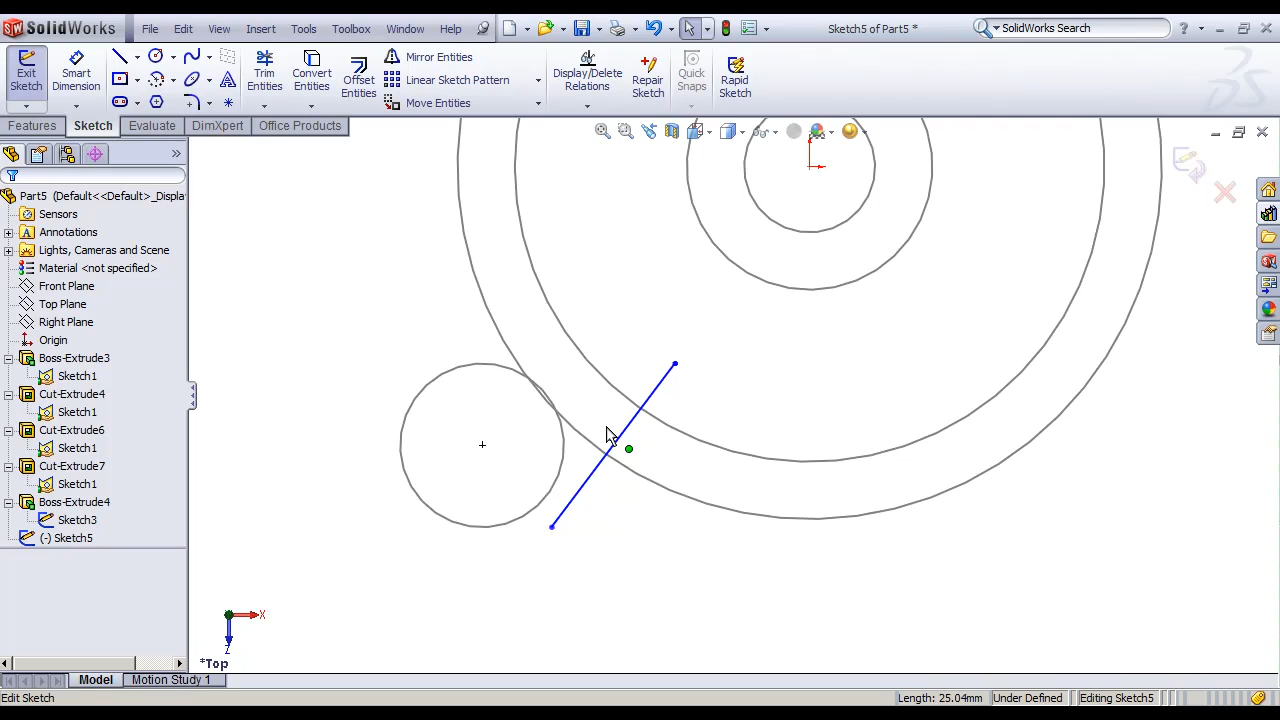 SolidWorks File Edit View Insert Tools Toolbox Window Help Sketch5 of Part5 * SolidWorks Search
Exit Sketch
Smart Dimension
Trim Entities
Convert Entities
Offset Entities
Mirror Entities
Linear Sketch Pattern
Move Entities
Display/Delete Relations
Repair Sketch
Quick Snaps
Rapid Sketch
Features Sketch Evaluate DimXpert Office Products
Part5 (Default<<Default>_Displa
Sensors
Annotations
Lights, Cameras and Scene
Material <not specified>
Front Plane
Top Plane
Right Plane
Origin
Boss-Extrude3
Sketch1
Cut-Extrude4
Sketch1
Cut-Extrude6
Sketch1
Cut-Extrude7
Sketch1
Boss-Extrude4
Sketch3
(-) Sketch5
X
Z
*Top
Model Motion Study 1
Edit Sketch Length: 25.04mm Under Defined Editing Sketch5